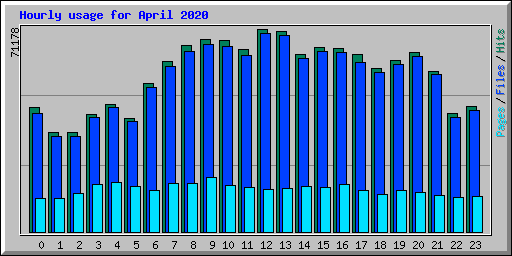 Hourly usage for April 2020
71178
Pages / Files / Hits
0 1 2 3 4 5 6 7 8 9 10 11 12 13 14 15 16 17 18 19 20 21 22 23